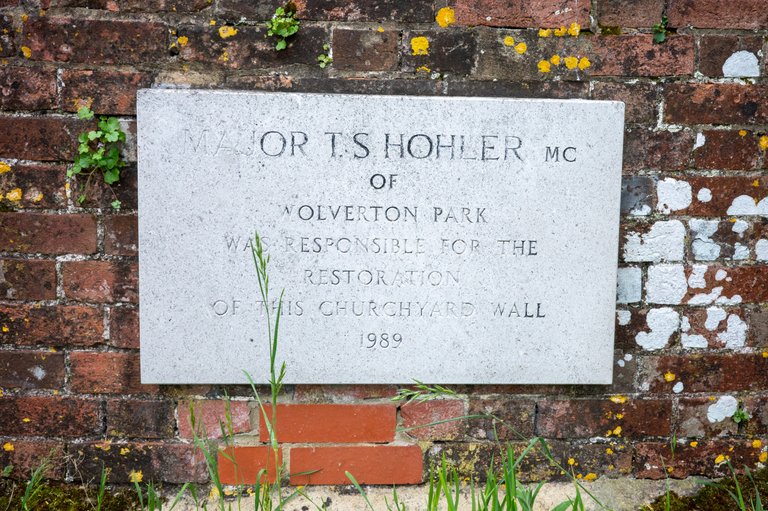 MAJOR T.S HOHLER MC
OF
WOLVERTON PARK
WAS RESPONSIBLE FOR THE
RESTORATION
OF THIS CHURCHYARD WALL
1989